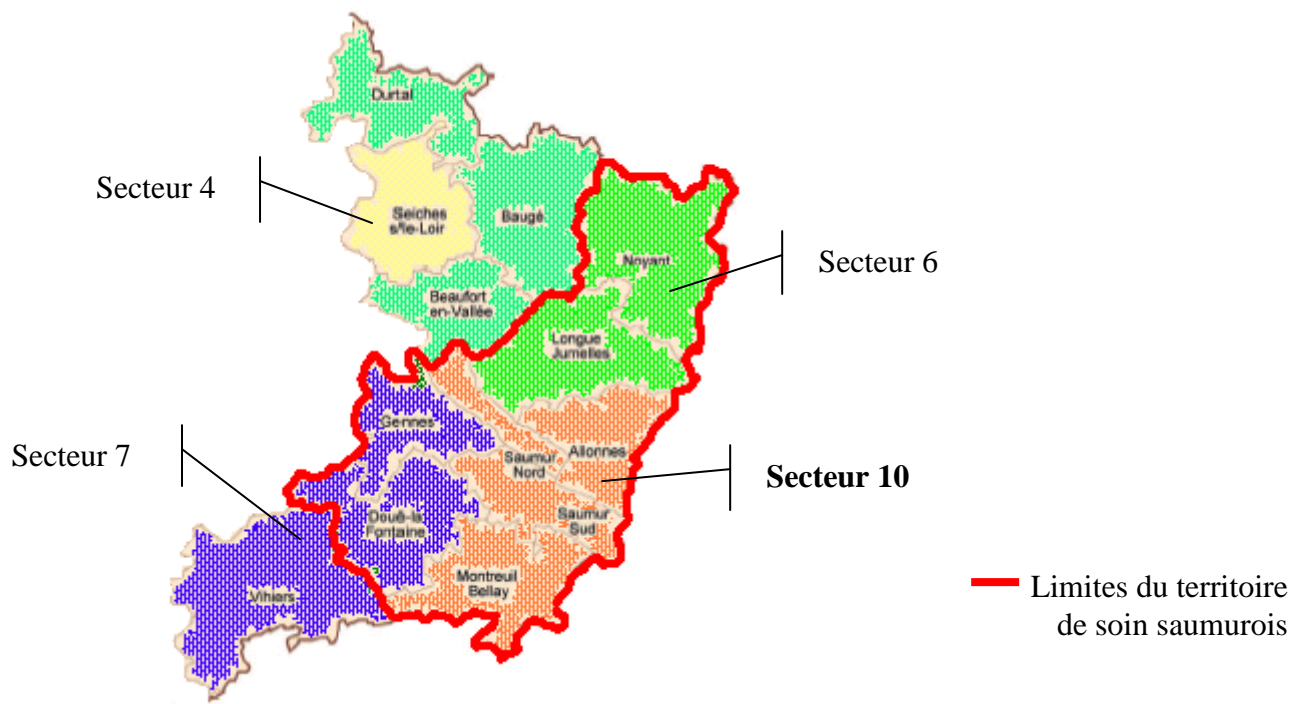 Durtal
Secteur 4
Seiches
s/le-Loir
Baugé
Noyant
Secteur 6
Beaufort
en-Vallée
Longue
Jumelles
Gennes
Secteur 7
Saumur
Nord
Allonnes
Secteur 10
Doué-la
Fontaine
Saumur
Sud
Montreuil
Bellay
Vihiers
Limites du territoire
de soin saumurois